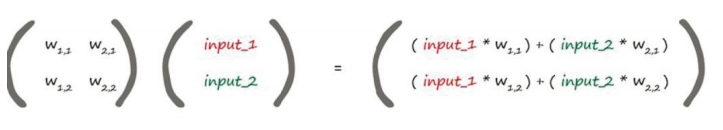 w1,1 w2,1 input_1 ( input_1 * w1,1 ) + ( input_2 * w2,1 )
=
w1,2 w2,2 input_2 ( input_1 * w1,2 ) + ( input_2 * w2,2 )